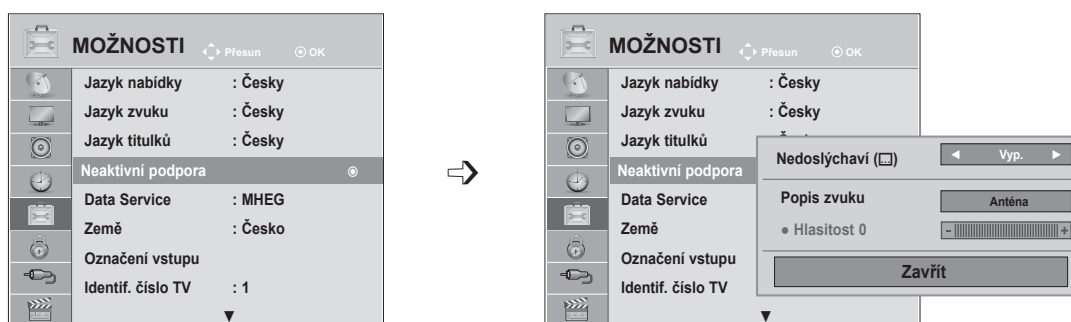 MOŽNOSTI Přesun OK
Jazyk nabídky : Česky
Jazyk zvuku : Česky
Jazyk titulků : Česky
Neaktivní podpora
Data Service : MHEG
Země : Česko
Označení vstupu
Identif. číslo TV : 1
MOŽNOSTI Přesun OK
Jazyk nabídky : Česky
Jazyk zvuku : Česky
Jazyk titulků
Neaktivní podpora
Data Service
Země
Označení vstupu
Identif. číslo TV
Nedoslýchaví ( ) ◄ Vyp. ►
Popis zvuku Anténa
● Hlasitost 0 - +
Zavřít